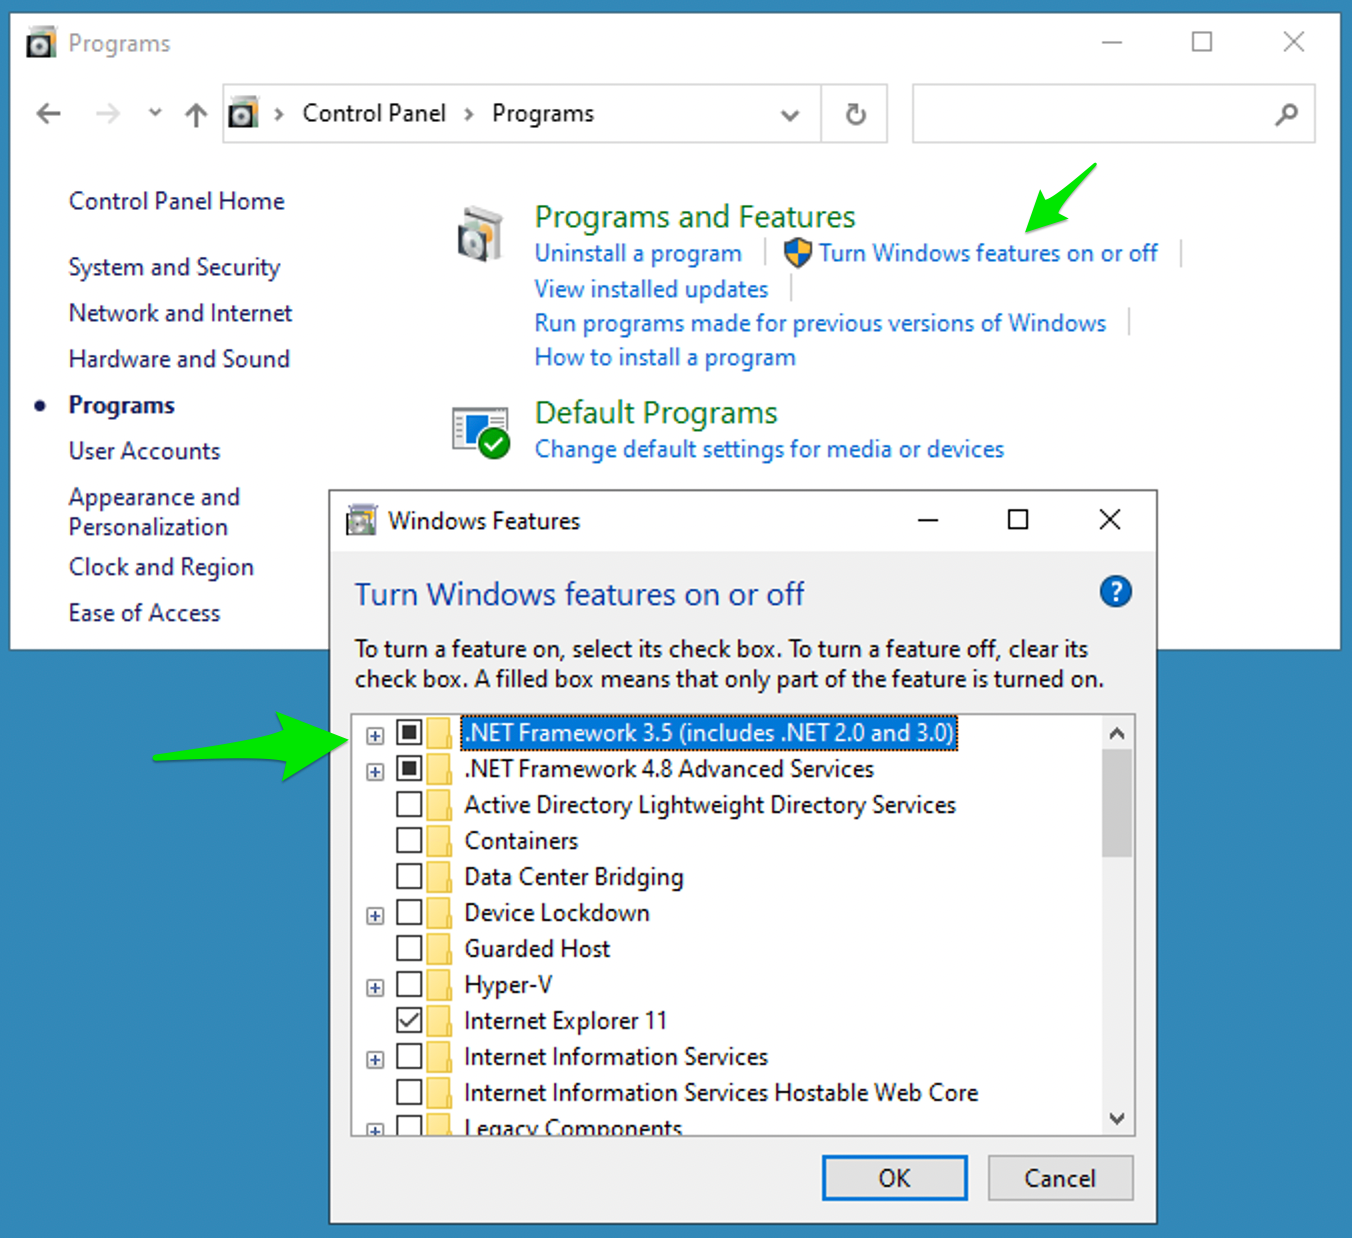 Programs
Control Panel > Programs
Control Panel Home
System and Security
Network and Internet
Hardware and Sound
Programs
User Accounts
Appearance and
Personalization
Clock and Region
Ease of Access
Programs and Features
Uninstall a program | Turn Windows features on or off |
View installed updates |
Run programs made for previous versions of Windows |
How to install a program
Default Programs
Change default settings for media or devices
Windows Features
Turn Windows features on or off
?
To turn a feature on, select its check box. To turn a feature off, clear its
check box. A filled box means that only part of the feature is turned on.
.NET Framework 3.5 (includes .NET 2.0 and 3.0)
.NET Framework 4.8 Advanced Services
Active Directory Lightweight Directory Services
Containers
Data Center Bridging
Device Lockdown
Guarded Host
Hyper-V
Internet Explorer 11
Internet Information Services
Internet Information Services Hostable Web Core
Legacy Components
OK
Cancel